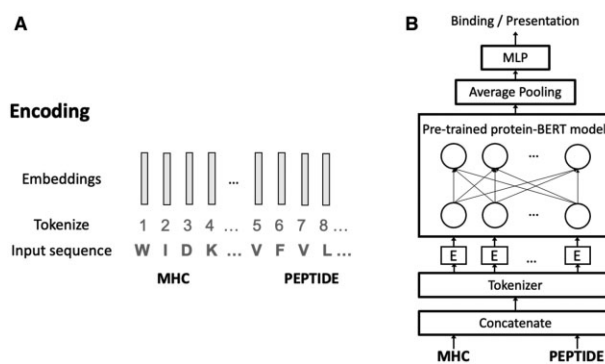 A
Encoding
Embeddings
...
Tokenize 1 2 3 4 ... 5 6 7 8 ...
Input sequence W I D K ... V F V L ...
MHC PEPTIDE
B
Binding / Presentation
MLP
Average Pooling
Pre-trained protein-BERT model
...
...
E E ... E
Tokenizer
Concatenate
MHC PEPTIDE